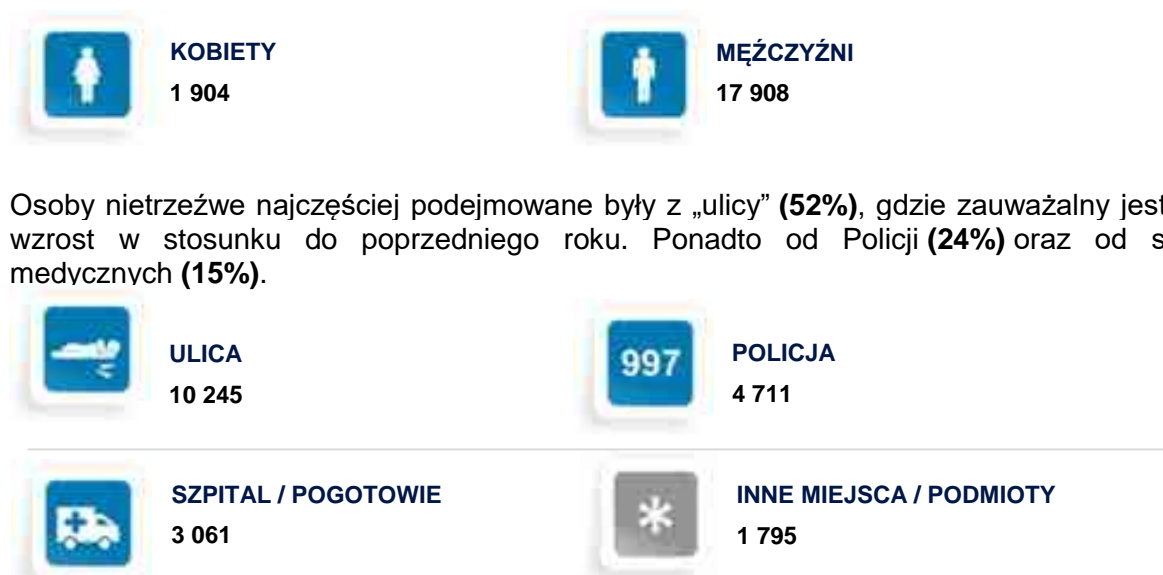 KOBIETY
MĘŹCZYŹNI
1 904
17 908
Osoby nietrzeźwe najczęściej podejmowane były z „ulicy” (52%), gdzie zauważalny jest
wzrost w stosunku do poprzedniego roku. Ponadto od Policji (24%) oraz od s
medycznych (15%).
ULICA
997
POLICJA
10 245
4 711
SZPITAL / POGOTOWIE
INNE MIEJSCA / PODMIOTY
3 061
1 795